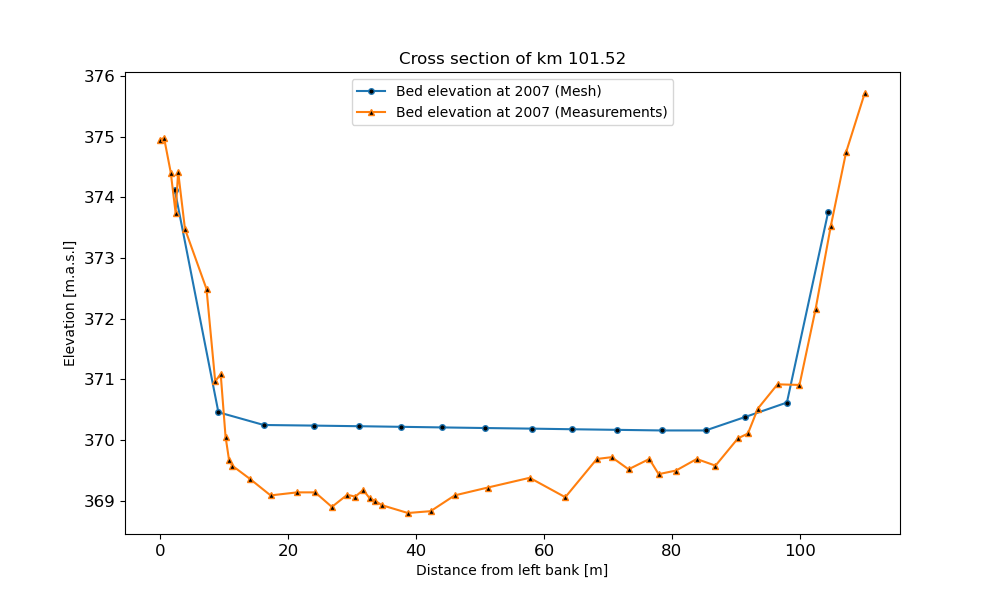 Cross section of km 101.52
Bed elevation at 2007 (Mesh)
Bed elevation at 2007 (Measurements)
376
375
374
373
372
371
370
369
Elevation [m.a.s.l]
0 20 40 60 80 100
Distance from left bank [m]